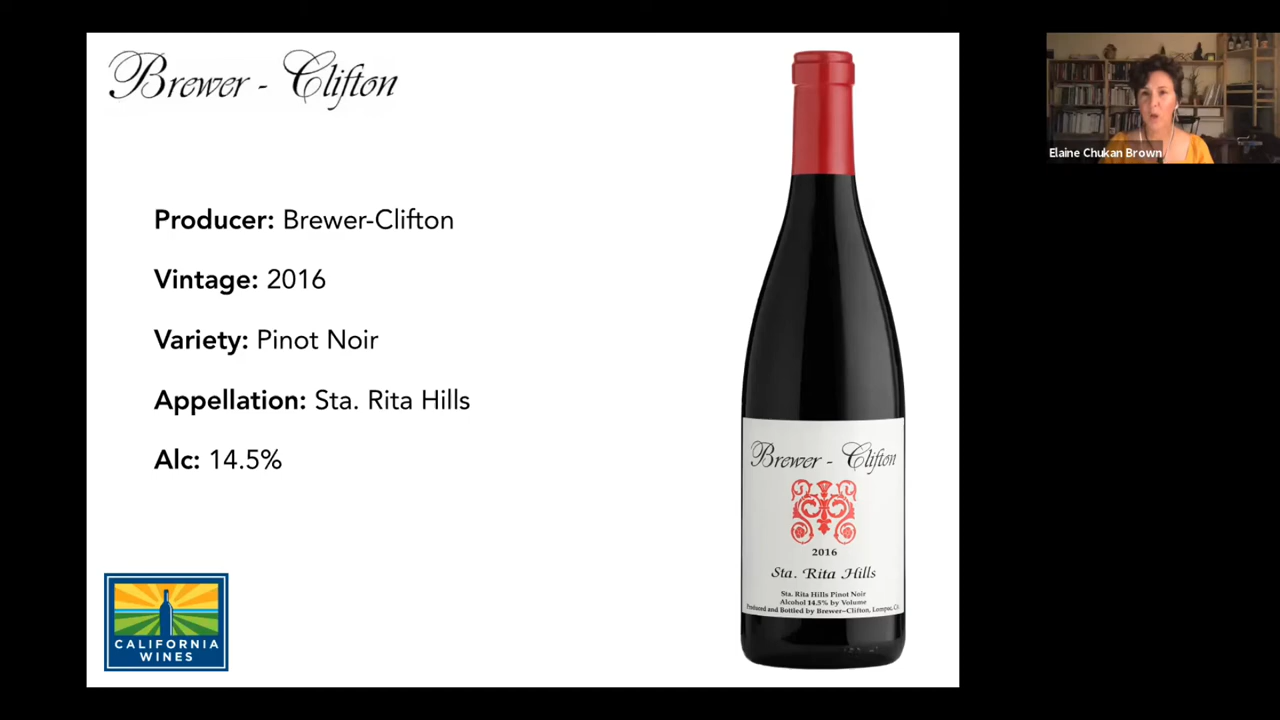 Brewer - Clifton
Producer: Brewer-Clifton
Vintage: 2016
Variety: Pinot Noir
Appellation: Sta. Rita Hills
Alc: 14.5%
CALIFORNIA
WINES
Brewer - Clifton
2016
Sta. Rita Hills
Sta. Rita Hills Pinot Noir
Alcohol 14.5% by Volume
Produced and Bottled by Brewer-Clifton, Lompoc, CA
Elaine Chukan Brown